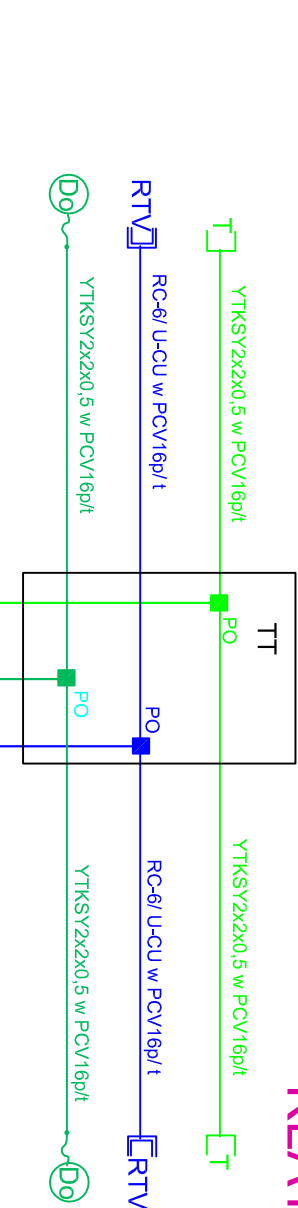 T
YTKSY2x2x0,5 w PCV16p/t
RTV
RC-6/ U-CU w PCV16p/ t
Do
YTKSY2x2x0,5 w PCV16p/t
TT
PO
PO
PO
YTKSY2x2x0,5 w PCV16p/t
T
RC-6/ U-CU w PCV16p/ t
RTV
YTKSY2x2x0,5 w PCV16p/t
Do